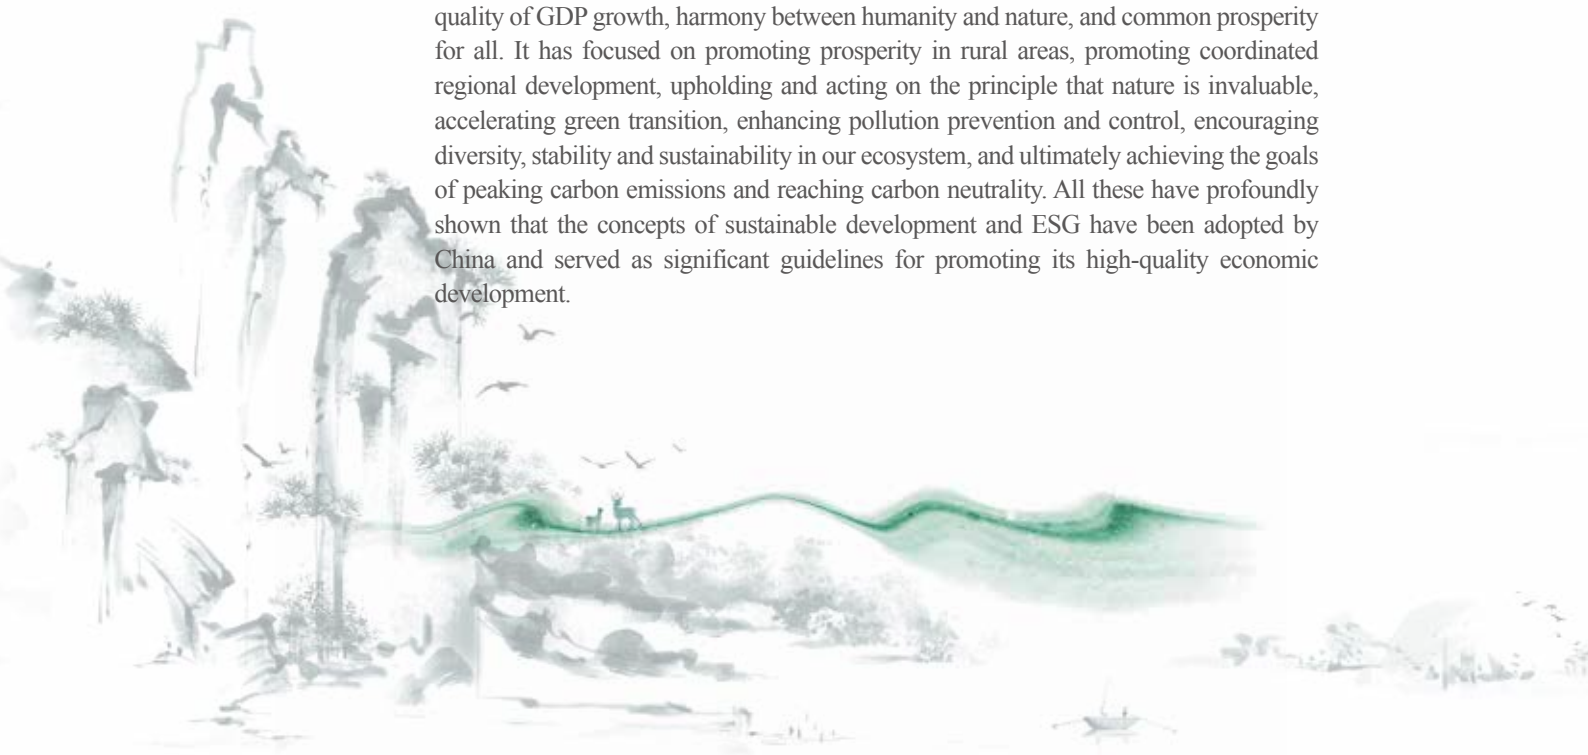 quality of GDP growth, harmony between humanity and nature, and common prosperity
for all. It has focused on promoting prosperity in rural areas, promoting coordinated
regional development, upholding and acting on the principle that nature is invaluable,
accelerating green transition, enhancing pollution prevention and control, encouraging
diversity, stability and sustainability in our ecosystem, and ultimately achieving the goals
of peaking carbon emissions and reaching carbon neutrality. All these have profoundly
shown that the concepts of sustainable development and ESG have been adopted by
China and served as significant guidelines for promoting its high-quality economic
development.